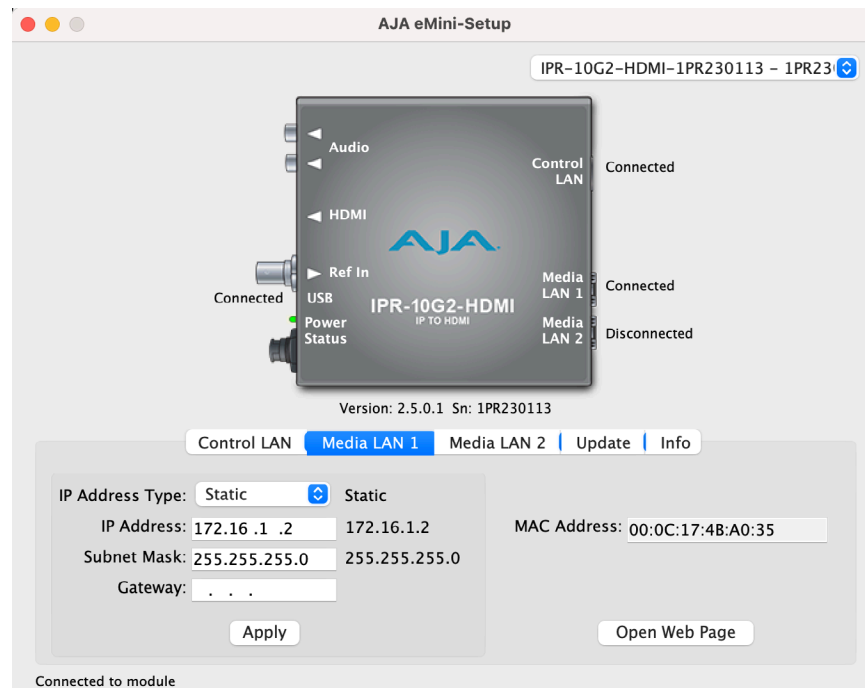 AJA eMini-Setup
IPR-10G2-HDMI-1PR230113 - 1PR23
Audio
Control
LAN
Connected
HDMI
AJA
Ref In
Connected
USB
Media
LAN 1
Connected
IPR-10G2-HDMI
IP TO HDMI
Power
Status
Media
LAN 2
Disconnected
Version: 2.5.0.1 Sn: 1PR230113
Control LAN Media LAN 1 Media LAN 2 Update Info
IP Address Type: Static Static
IP Address: 172.16 .1 .2 172.16.1.2
MAC Address: 00:0C:17:4B:A0:35
Subnet Mask: 255.255.255.0 255.255.255.0
Gateway: . . .
Apply
Open Web Page
Connected to module